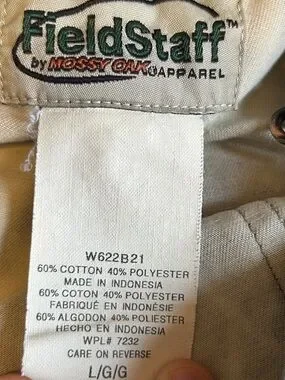 FieldStaff™
by MOSSY OAK® APPAREL
W622B21
60% COTTON 40% POLYESTER
MADE IN INDONESIA
60% COTON 40% POLYESTER
FABRIQUÉ EN INDONÉSIE
60% ALGODON 40% POLIESTER
HECHO EN INDONESIA
WPL# 7232
CARE ON REVERSE
L/G/G